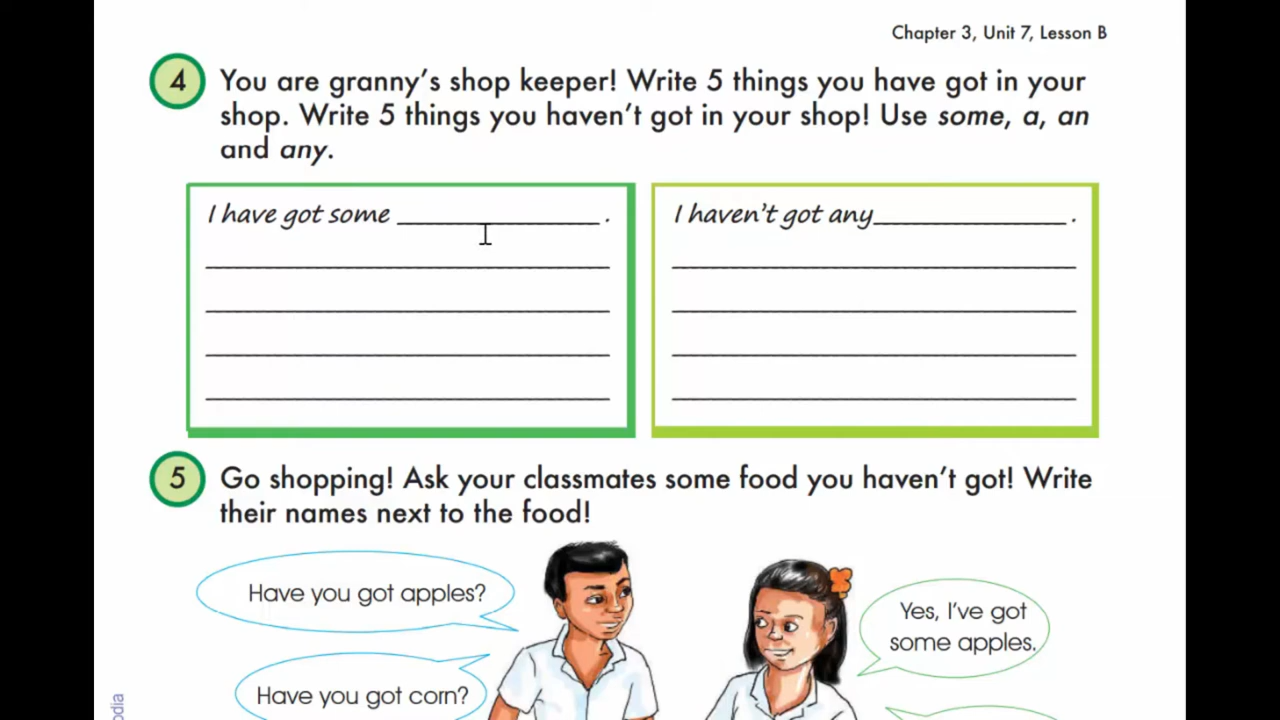 Chapter 3, Unit 7, Lesson B
4
You are granny's shop keeper! Write 5 things you have got in your
shop. Write 5 things you haven't got in your shop! Use some, a, an
and any.
I have got some ______________ .
I haven't got any______________ .
5
Go shopping! Ask your classmates some food you haven't got! Write
their names next to the food!
Have you got apples?
Yes, I've got
some apples.
Have you got corn?
odia